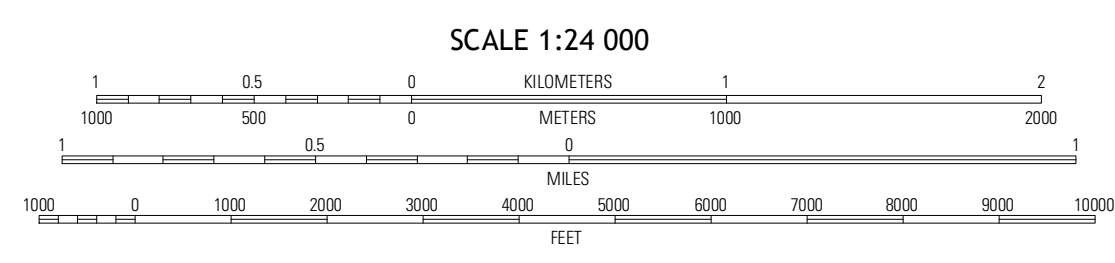 SCALE 1:24 000
1 0.5 0 KILOMETERS 1 2
1000 500 0 METERS 1000 2000
1 0.5 0 1
MILES
1000 0 1000 2000 3000 4000 5000 6000 7000 8000 9000 10000
FEET